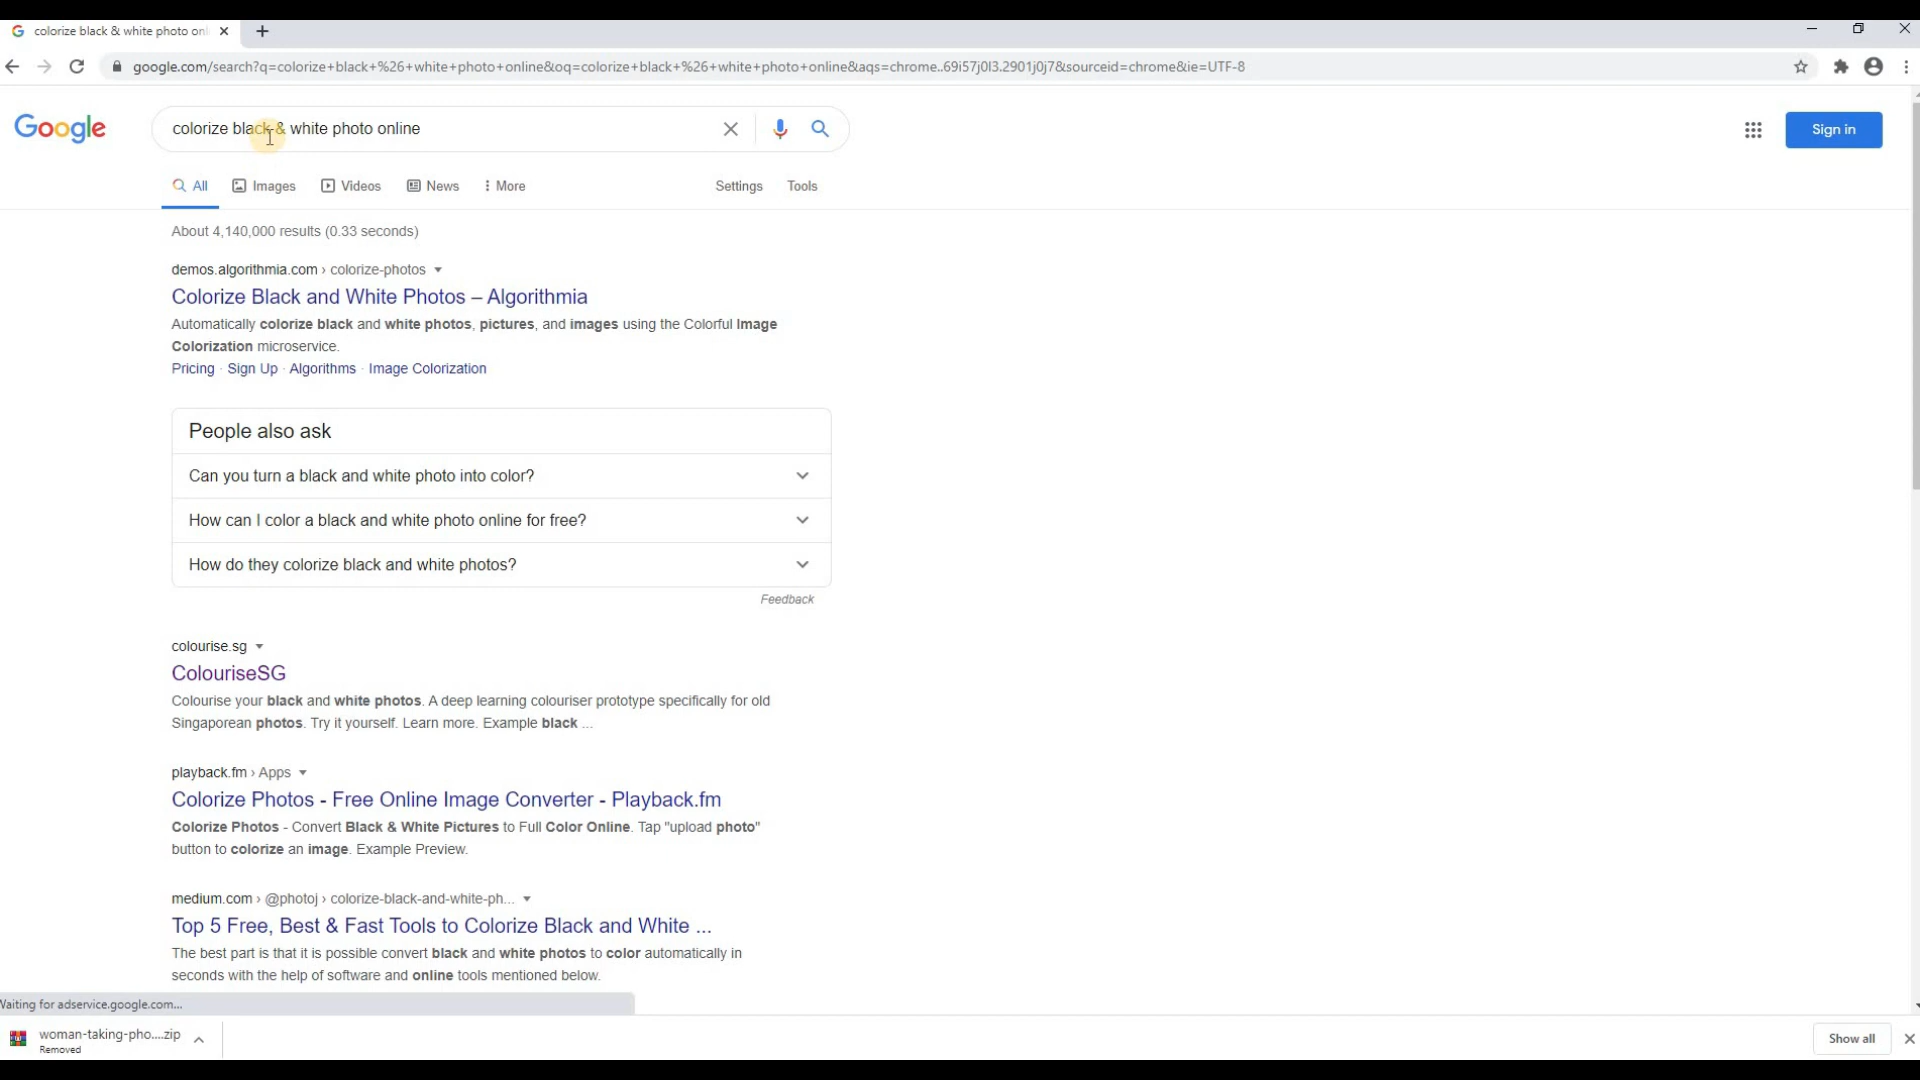 colorize black & white photo onl
google.com/search?q=colorize+black+%26+white+photo+online&oq=colorize+black+%26+white+photo+online&aqs=chrome..69i57j0l3.2901j0j7&sourceid=chrome&ie=UTF-8
Google
colorize black & white photo online
Sign in
All Images Videos News More Settings Tools
About 4,140,000 results (0.33 seconds)
demos.algorithmia.com › colorize-photos
Colorize Black and White Photos – Algorithmia
Automatically colorize black and white photos, pictures, and images using the Colorful Image
Colorization microservice.
Pricing · Sign Up · Algorithms · Image Colorization
People also ask
Can you turn a black and white photo into color?
How can I color a black and white photo online for free?
How do they colorize black and white photos?
Feedback
colourise.sg
ColouriseSG
Colourise your black and white photos. A deep learning colouriser prototype specifically for old
Singaporean photos. Try it yourself. Learn more. Example black ...
playback.fm › Apps
Colorize Photos - Free Online Image Converter - Playback.fm
Colorize Photos - Convert Black & White Pictures to Full Color Online. Tap "upload photo"
button to colorize an image. Example Preview.
medium.com › @photoj › colorize-black-and-white-ph...
Top 5 Free, Best & Fast Tools to Colorize Black and White ...
The best part is that it is possible convert black and white photos to color automatically in
seconds with the help of software and online tools mentioned below.
Waiting for adservice.google.com...
woman-taking-pho....zip
Removed
Show all